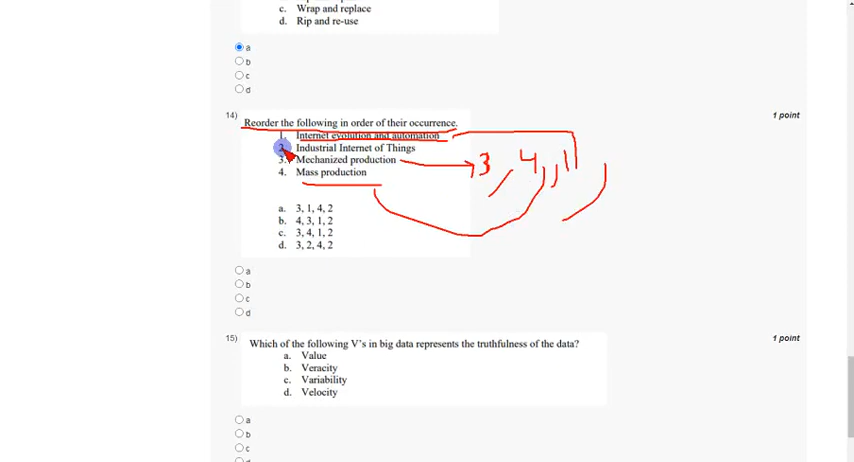 c. Wrap and replace
d. Rip and re-use
a
b
c
d
14) Reorder the following in order of their occurrence. 1 point
1. Internet evolution and automation
2. Industrial Internet of Things
3. Mechanized production
4. Mass production
3, 4, 1,
a. 3, 1, 4, 2
b. 4, 3, 1, 2
c. 3, 4, 1, 2
d. 3, 2, 4, 2
a
b
c
d
15) Which of the following V's in big data represents the truthfulness of the data? 1 point
a. Value
b. Veracity
c. Variability
d. Velocity
a
b
c